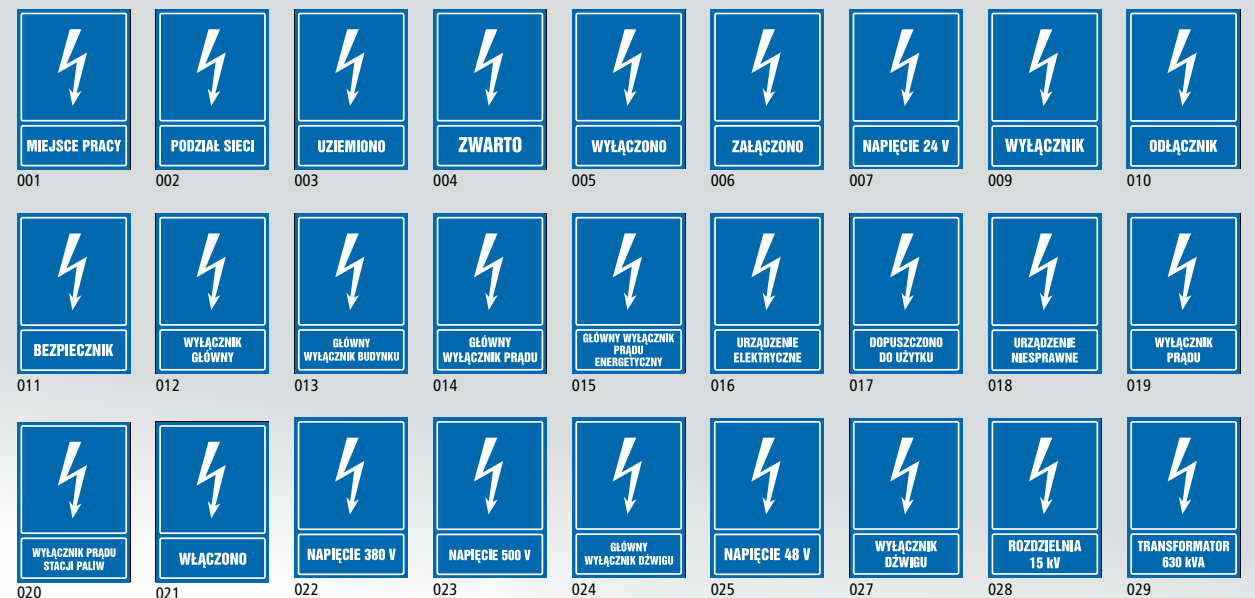 MIEJSCE PRACY
001
PODZIAŁ SIECI
002
UZIEMIONO
003
ZWARTO
004
WYŁĄCZONO
005
ZAŁĄCZONO
006
NAPIĘCIE 24 V
007
WYŁĄCZNIK
009
ODŁĄCZNIK
010
BEZPIECZNIK
011
WYŁĄCZNIK
GŁÓWNY
012
GŁÓWNY
WYŁĄCZNIK BUDYNKU
013
GŁÓWNY
WYŁĄCZNIK PRĄDU
014
GŁÓWNY WYŁĄCZNIK
PRĄDU
ENERGETYCZNY
015
URZĄDZENIE
ELEKTRYCZNE
016
DOPUSZCZONO
DO UŻYTKU
017
URZĄDZENIE
NIESPRAWNE
018
WYŁĄCZNIK
PRĄDU
019
WYŁĄCZNIK PRĄDU
STACJI PALIW
020
WŁĄCZONO
021
NAPIĘCIE 380 V
022
NAPIĘCIE 500 V
023
GŁÓWNY
WYŁĄCZNIK DŹWIGU
024
NAPIĘCIE 48 V
025
WYŁĄCZNIK
DŹWIGU
027
ROZDZIELNIA
15 kV
028
TRANSFORMATOR
630 kVA
029